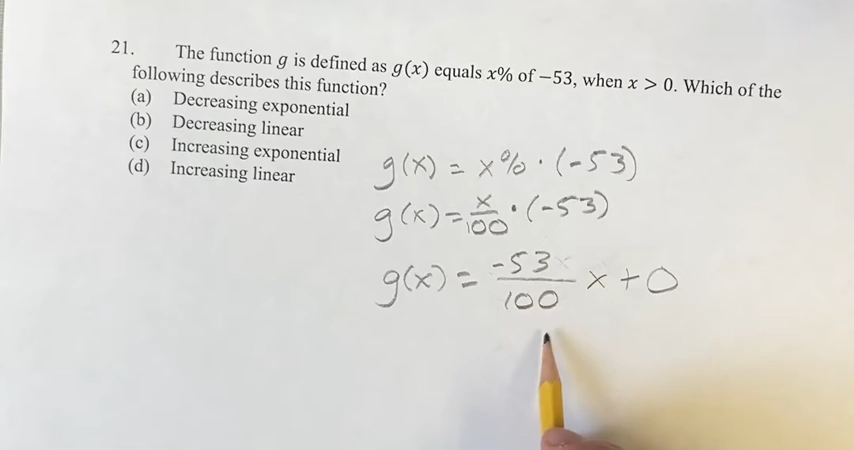 21. The function g is defined as g(x) equals x% of −53, when x > 0. Which of the
following describes this function?
(a) Decreasing exponential
(b) Decreasing linear
(c) Increasing exponential
(d) Increasing linear
g(x) = x% · (-53)
g(x) = x/100 · (-53)
g(x) = -53/100 x + 0